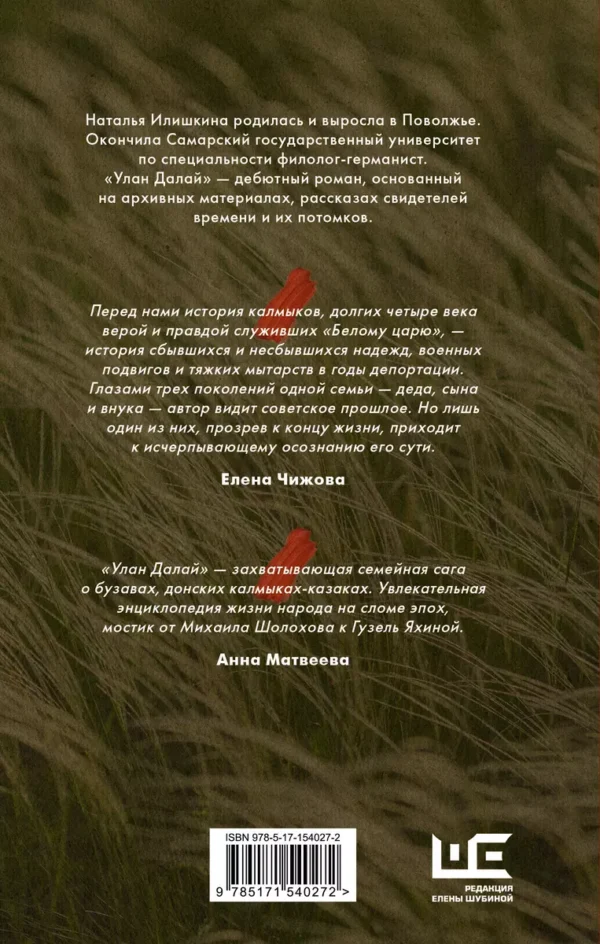 Наталья Илишкина родилась и выросла в Поволжье.
Окончила Самарский государственный университет
по специальности филолог-германист.
«Улан Далай» — дебютный роман, основанный
на архивных материалах, рассказах свидетелей
времени и их потомков.
Перед нами история калмыков, долгих четыре века
верой и правдой служивших «Белому царю», —
история сбывшихся и несбывшихся надежд, военных
подвигов и тяжких мытарств в годы депортации.
Глазами трех поколений одной семьи — деда, сына
и внука — автор видит советское прошлое. Но лишь
один из них, прозрев к концу жизни, приходит
к исчерпывающему осознанию его сути.
Елена Чижова
«Улан Далай» — захватывающая семейная сага
о бузавах, донских калмыках-казаках. Увлекательная
энциклопедия жизни народа на сломе эпох,
мостик от Михаила Шолохова к Гузель Яхиной.
Анна Матвеева
ISBN 978-5-17-154027-2
9 785171 540272 >
РЕДАКЦИЯ
ЕЛЕНЫ ШУБИНОЙ